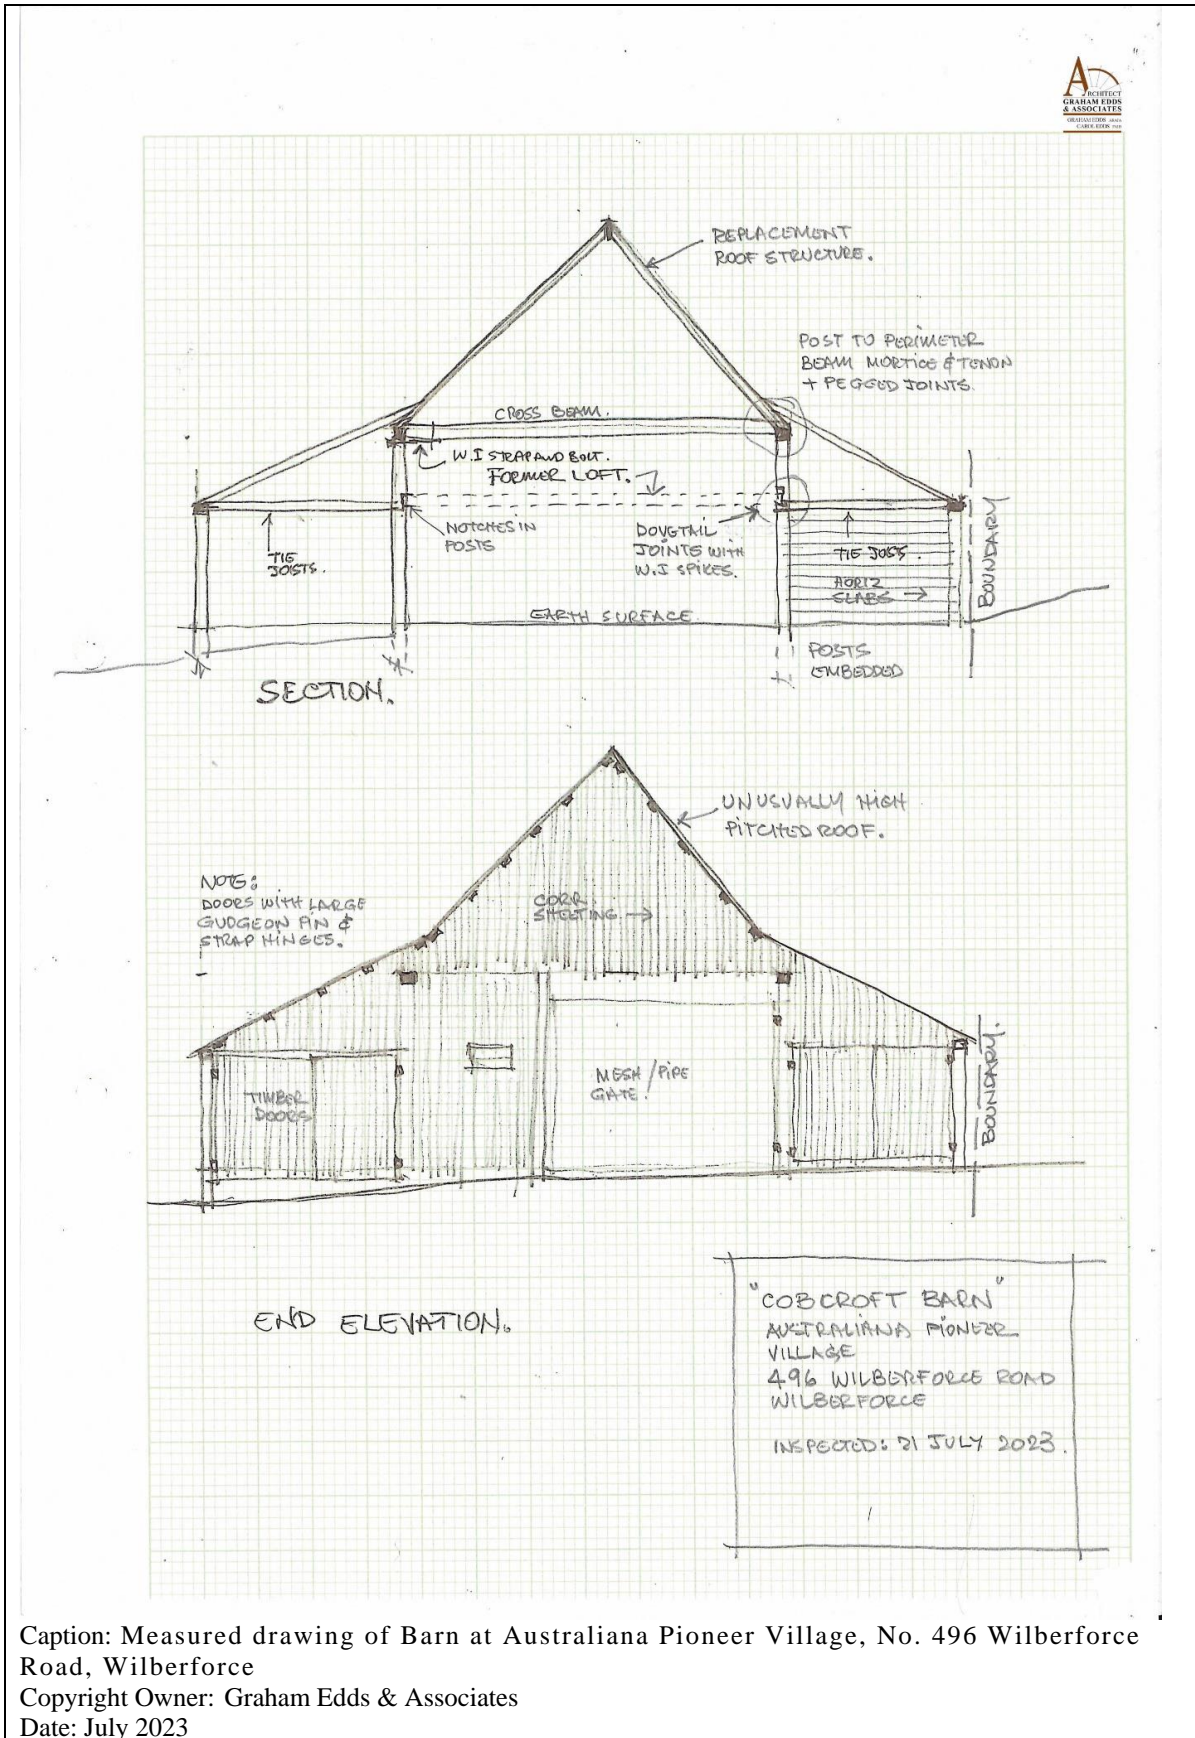 ARCHITECT
GRAHAM EDDS
& ASSOCIATES
REPLACEMENT
ROOF STRUCTURE.
POST TO PERIMETER
BEAM MORTICE & TENON
+ PEGGED JOINTS.
CROSS BEAM.
W.I STRAP AND BOLT.
FORMER LOFT.
NOTCHES IN
POSTS
DOVETAIL
JOINTS WITH
W.I SPIKES.
TIE
JOISTS.
TIE JOSTS.
HORIZ
SLABS
BOUNDARY
EARTH SURFACE
POSTS
EMBEDDED
SECTION.
UNUSUALLY HIGH
PITCHED ROOF.
NOTE:
DOORS WITH LARGE
GUDGEON PIN &
STRAP HINGES.
CORR.
SHEETING
MESH/PIPE
GATE.
TIMBER
DOORS
BOUNDARY.
END ELEVATION.
"COBCROFT BARN"
AUSTRALIANA PIONEER
VILLAGE
496 WILBERFORCE ROAD
WILBERFORCE
INSPECTED: 21 JULY 2023.
Caption: Measured drawing of Barn at Australiana Pioneer Village, No. 496 Wilberforce
Road, Wilberforce
Copyright Owner: Graham Edds & Associates
Date: July 2023